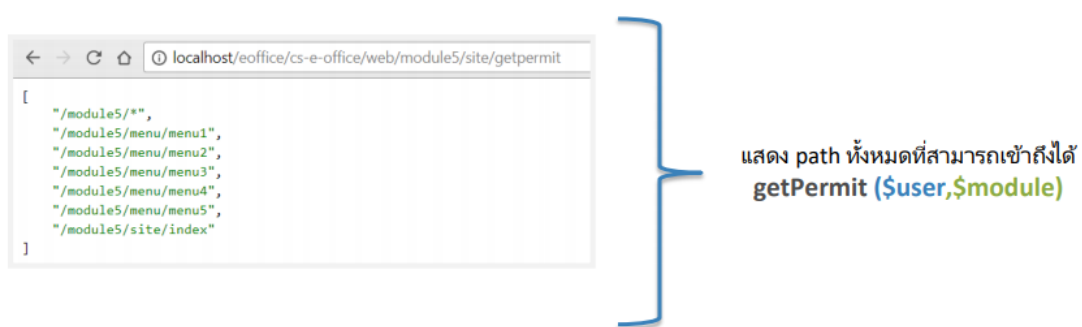 localhost/eoffice/cs-e-office/web/module5/site/getpermit
[
"/module5/*",
"/module5/menu/menu1",
"/module5/menu/menu2",
"/module5/menu/menu3",
"/module5/menu/menu4",
"/module5/menu/menu5",
"/module5/site/index"
]
แสดง path ทั้งหมดที่สามารถเข้าถึงได้
getPermit ($user,$module)